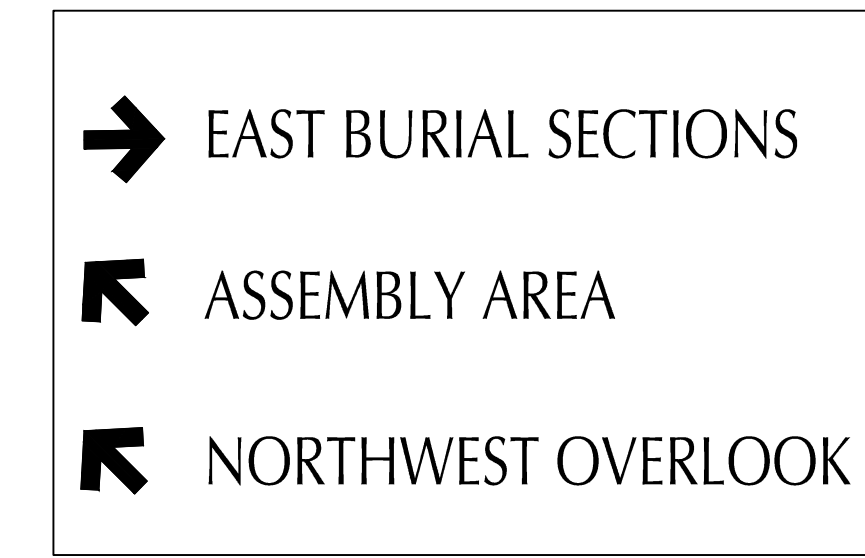 EAST BURIAL SECTIONS
ASSEMBLY AREA
NORTHWEST OVERLOOK